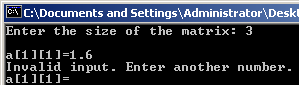 C:\Documents and Settings\Administrator\Deskt
Enter the size of the matrix: 3
a[1][1]=1.6
Invalid input. Enter another number.
a[1][1]=